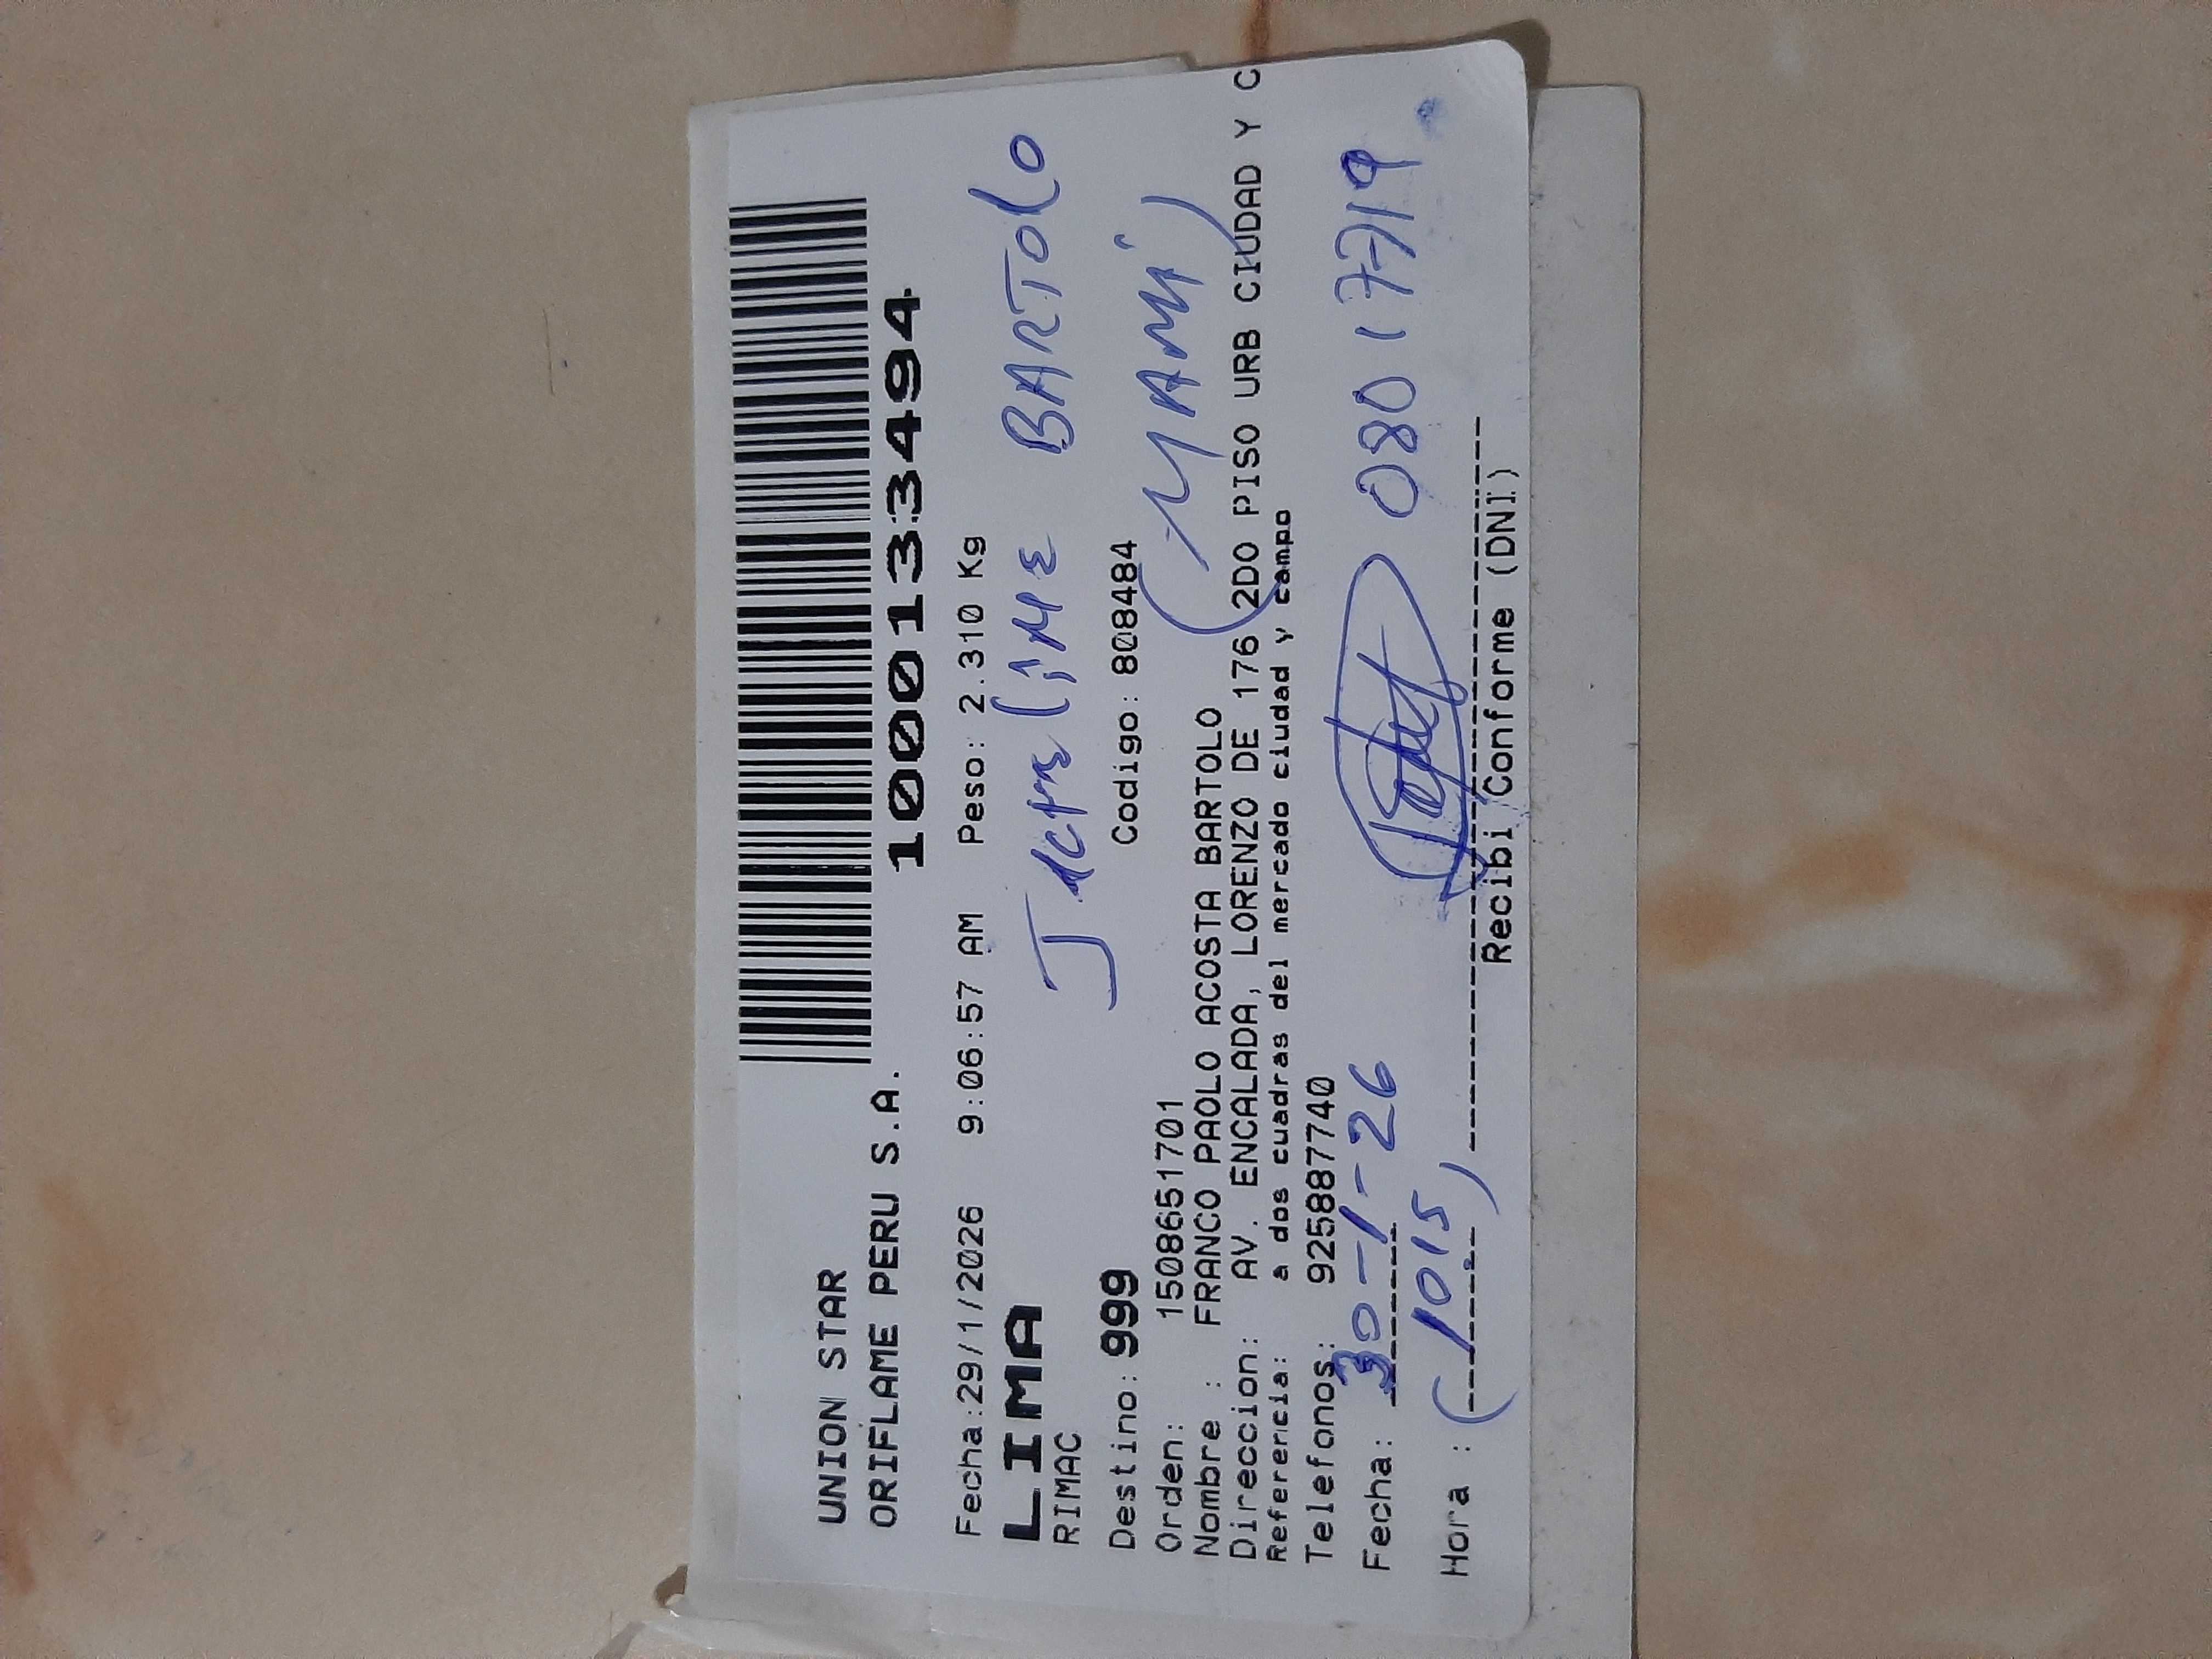 UNION STAR
ORIFLAME PERU S.A.
1000133494
Fecha:29/1/2026 9:06:57 AM Peso: 2.310 Kg
LIMA
RIMAC
BARTOLO
Destino: 999 Codigo: 808484
(MAMI)
Orden: 1508651701
Nombre : FRANCO PAOLO ACOSTA BARTOLO
Direccion: AV. ENCALADA, LORENZO DE 176 2DO PISO URB CIUDAD Y C
Referencia: a dos cuadras del mercado ciudad y campo
Telefonos: 925887740
Fecha: 30-1-26 08017719
Hora : (1015)
Recibi Conforme (DNI)